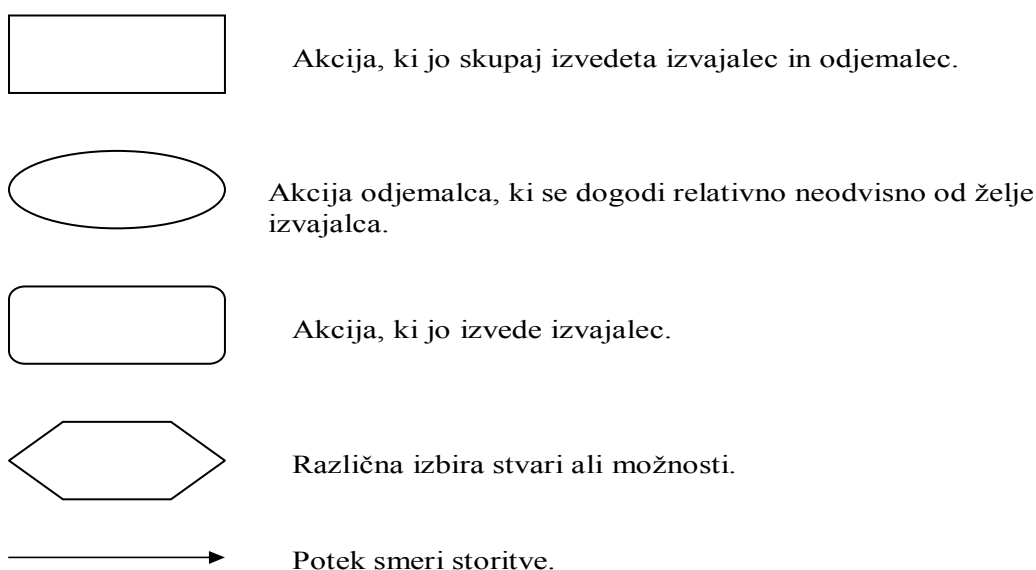 Akcija, ki jo skupaj izvedeta izvajalec in odjemalec.
Akcija odjemalca, ki se dogodi relativno neodvisno od želje
izvajalca.
Akcija, ki jo izvede izvajalec.
Različna izbira stvari ali možnosti.
Potek smeri storitve.